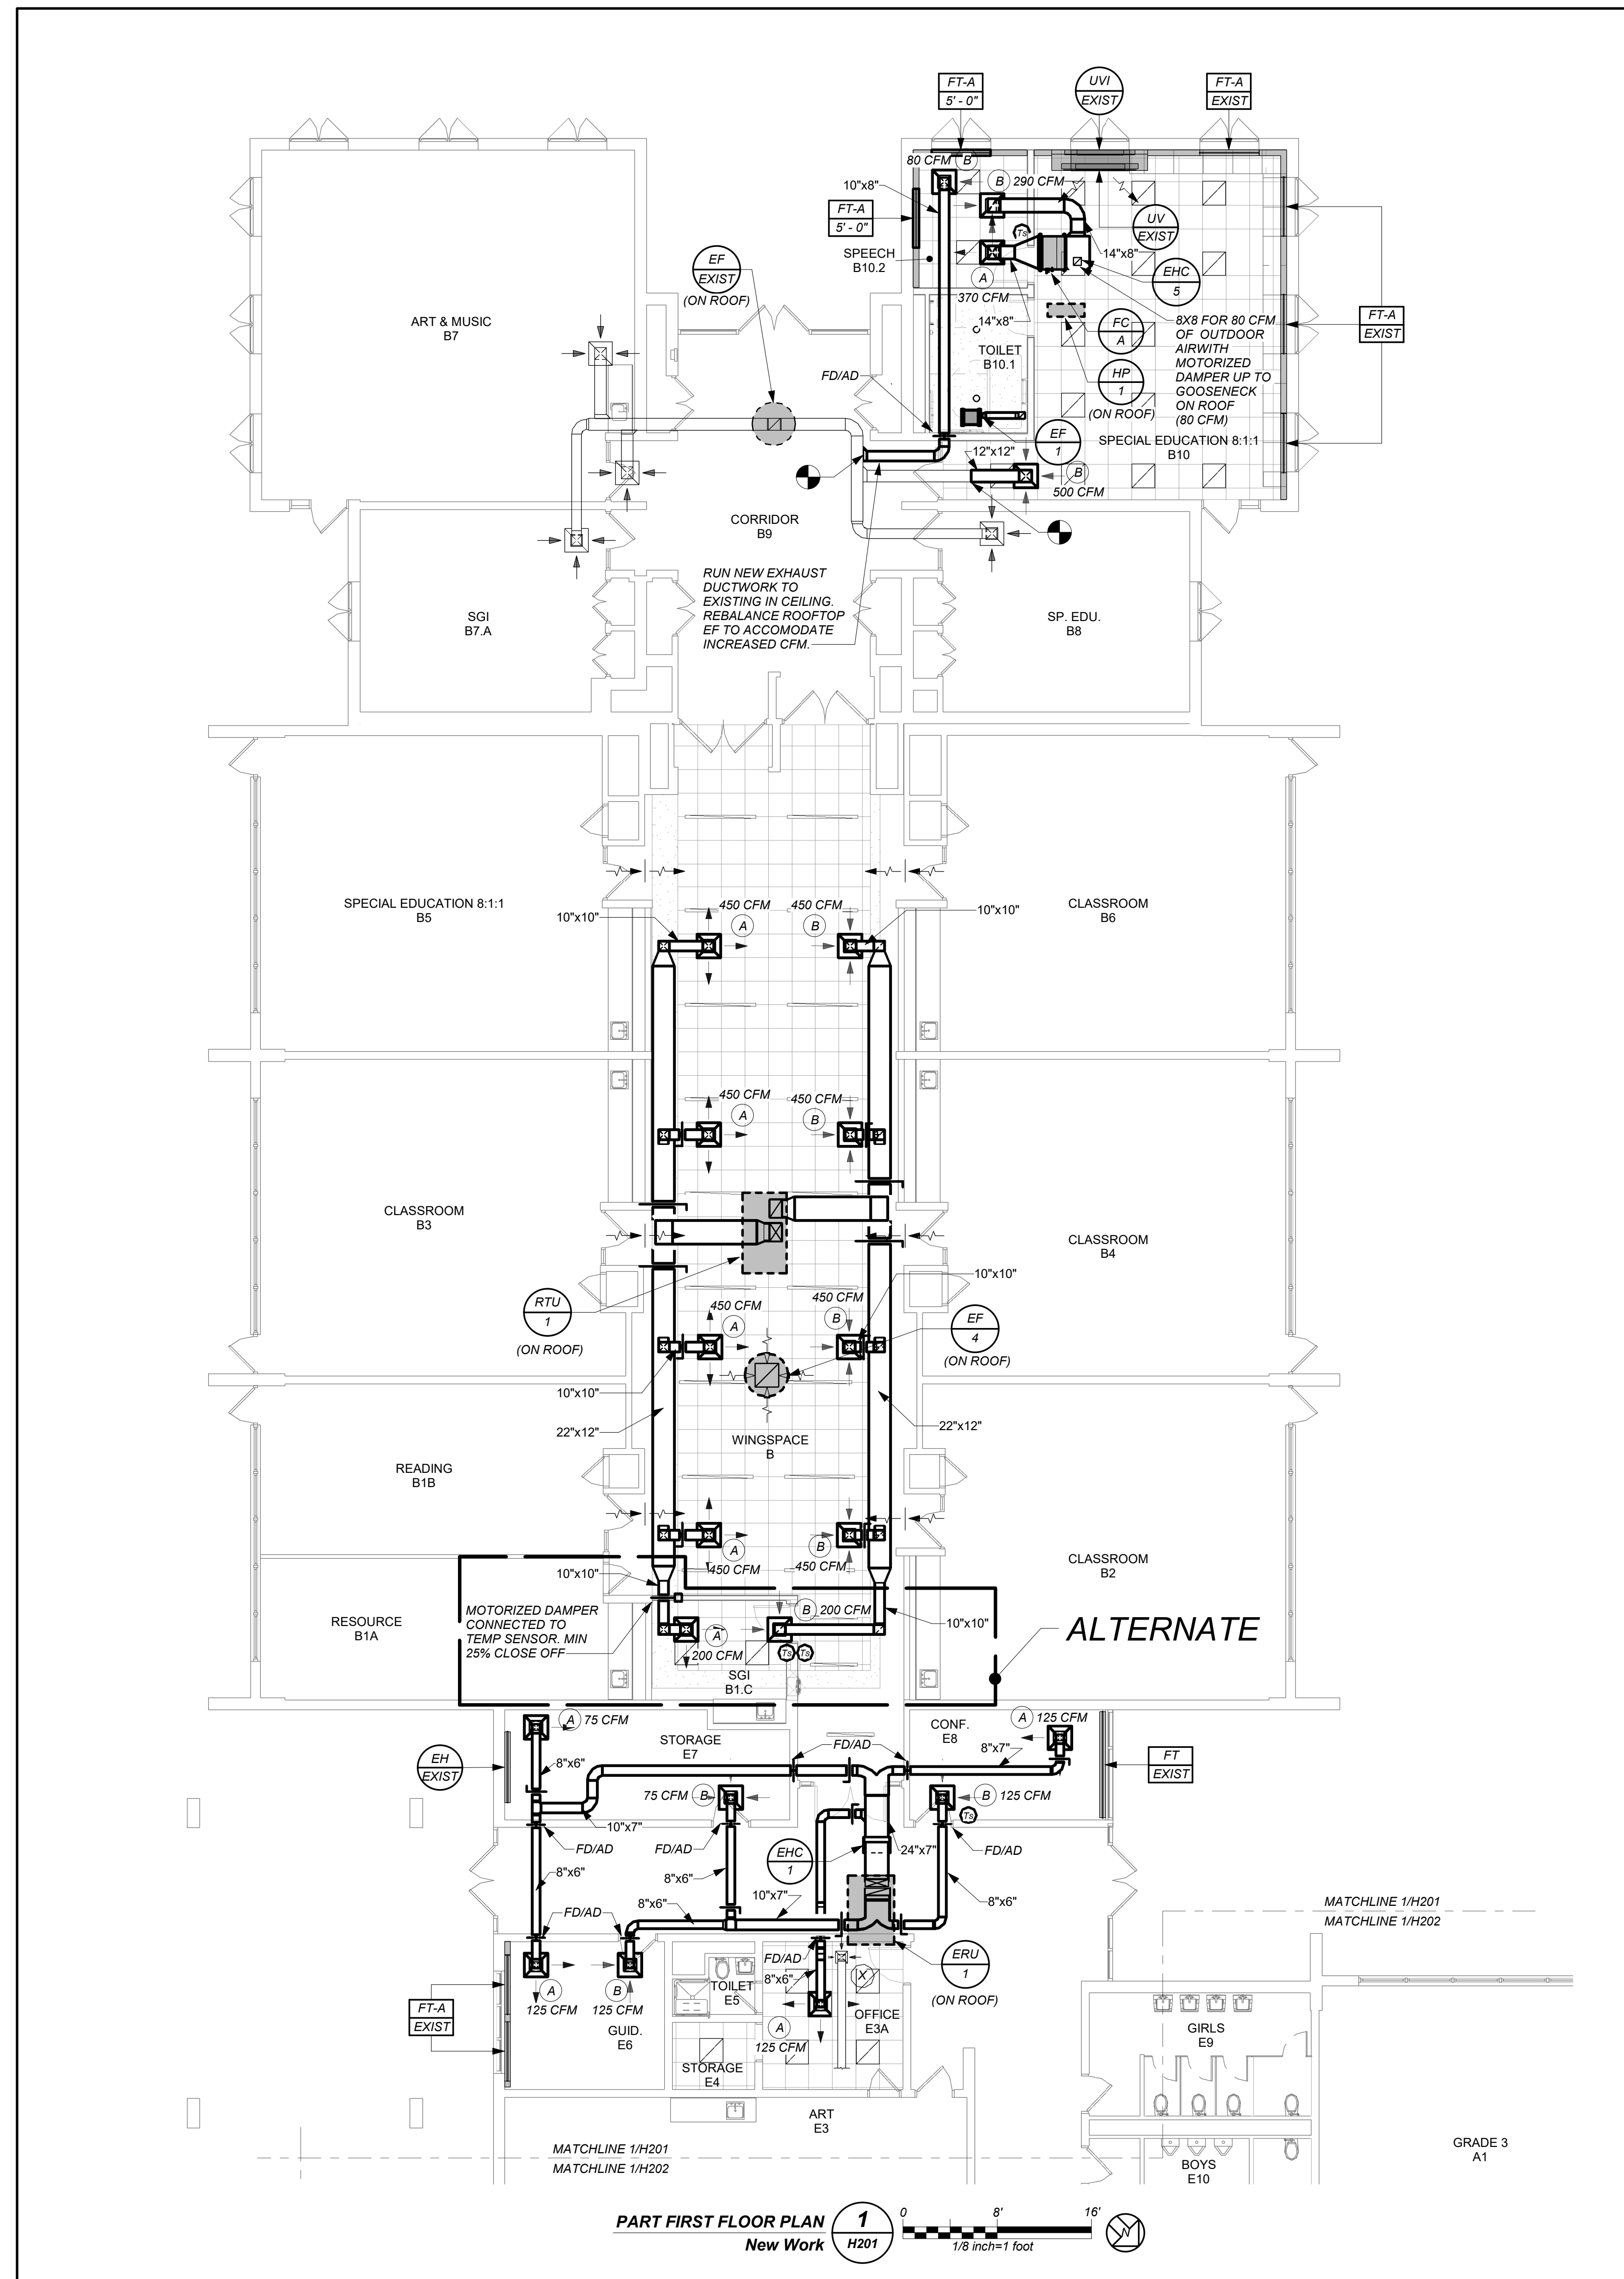 FT-A
5' - 0"
UVI
EXIST
FT-A
EXIST
80 CFM
B
10"x8"
B
290 CFM
FT-A
5' - 0"
Ts
UV
EXIST
14"x8"
SPEECH
B10.2
EF
EXIST
(ON ROOF)
A
370 CFM
EHC
5
14"x8"
ART & MUSIC
B7
FC
A
8X8 FOR 80 CFM
OF OUTDOOR
AIRWITH
MOTORIZED
DAMPER UP TO
GOOSENECK
ON ROOF
(80 CFM)
FT-A
EXIST
TOILET
B10.1
FD/AD
HP
1
(ON ROOF)
EF
1
SPECIAL EDUCATION 8:1:1
B10
12"x12"
B
500 CFM
CORRIDOR
B9
RUN NEW EXHAUST
DUCTWORK TO
EXISTING IN CEILING.
REBALANCE ROOFTOP
EF TO ACCOMODATE
INCREASED CFM.
SGI
B7.A
SP. EDU.
B8
SPECIAL EDUCATION 8:1:1
B5
450 CFM
450 CFM
10"x10"
A
B
10"x10"
CLASSROOM
B6
450 CFM
450 CFM
A
B
CLASSROOM
B3
CLASSROOM
B4
10"x10"
RTU
1
(ON ROOF)
450 CFM
A
450 CFM
B
EF
4
(ON ROOF)
10"x10"
22"x12"
22"x12"
WINGSPACE
B
READING
B1B
A
450 CFM
B
450 CFM
CLASSROOM
B2
10"x10"
RESOURCE
B1A
MOTORIZED DAMPER
CONNECTED TO
TEMP SENSOR. MIN
25% CLOSE OFF
A
200 CFM
B
200 CFM
10"x10"
ALTERNATE
Ts
Ts
SGI
B1.C
A
75 CFM
STORAGE
E7
FD/AD
CONF.
E8
A
125 CFM
8"x7"
EH
EXIST
8"x6"
FT
EXIST
75 CFM
B
B
125 CFM
Ts
10"x7"
FD/AD
FD/AD
EHC
1
24"x7"
FD/AD
8"x6"
8"x6"
8"x6"
10"x7"
8"x6"
FD/AD
MATCHLINE 1/H201
MATCHLINE 1/H202
FD/AD
8"x6"
X
ERU
1
(ON ROOF)
TOILET
E5
A
125 CFM
B
125 CFM
FT-A
EXIST
GUID.
E6
OFFICE
E3A
A
125 CFM
STORAGE
E4
GIRLS
E9
ART
E3
MATCHLINE 1/H201
MATCHLINE 1/H202
BOYS
E10
GRADE 3
A1
PART FIRST FLOOR PLAN
New Work
1
H201
0
8'
16'
1/8 inch=1 foot
N